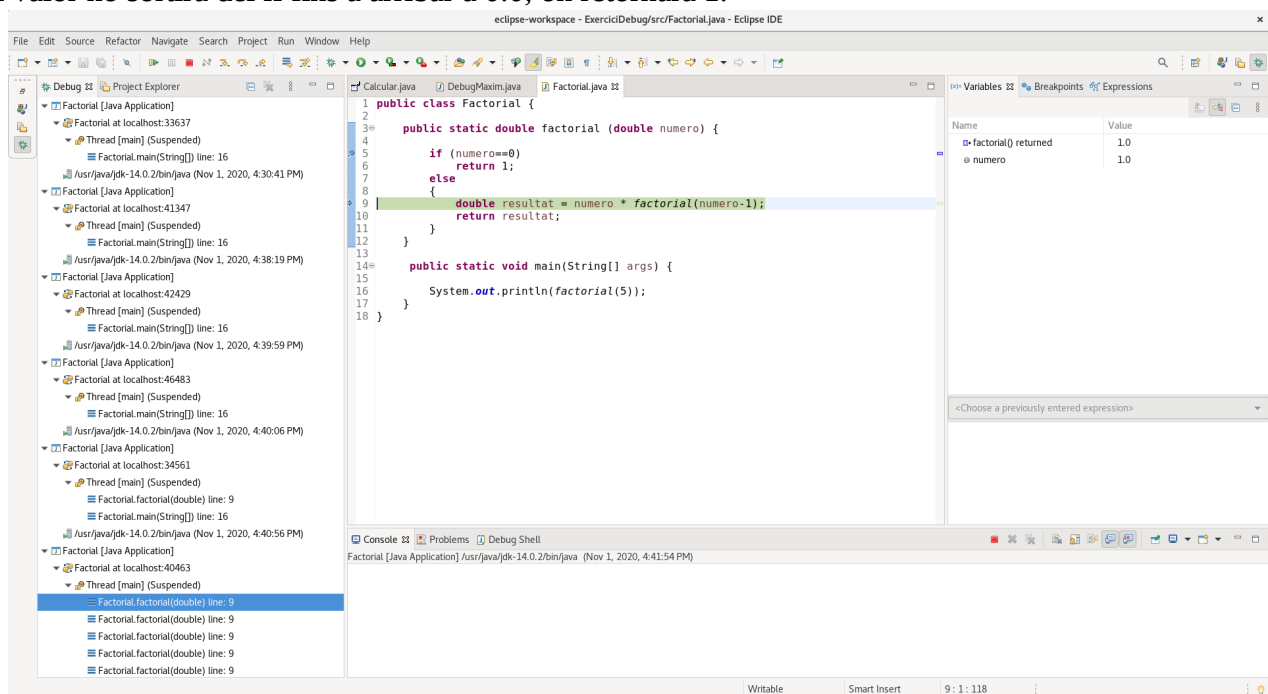 eclipse-workspace - ExerciciDebug/src/Factorial.java - Eclipse IDE
File Edit Source Refactor Navigate Search Project Run Window Help
Debug Project Explorer
Factorial [Java Application]
Factorial at localhost:33637
Thread [main] (Suspended)
Factorial.main(String[]) line: 16
/usr/java/jdk-14.0.2/bin/java (Nov 1, 2020, 4:30:41 PM)
Factorial [Java Application]
Factorial at localhost:41347
Thread [main] (Suspended)
Factorial.main(String[]) line: 16
/usr/java/jdk-14.0.2/bin/java (Nov 1, 2020, 4:38:19 PM)
Factorial [Java Application]
Factorial at localhost:42429
Thread [main] (Suspended)
Factorial.main(String[]) line: 16
/usr/java/jdk-14.0.2/bin/java (Nov 1, 2020, 4:39:59 PM)
Factorial [Java Application]
Factorial at localhost:46483
Thread [main] (Suspended)
Factorial.main(String[]) line: 16
/usr/java/jdk-14.0.2/bin/java (Nov 1, 2020, 4:40:06 PM)
Factorial [Java Application]
Factorial at localhost:34561
Thread [main] (Suspended)
Factorial.factorial(double) line: 9
Factorial.main(String[]) line: 16
/usr/java/jdk-14.0.2/bin/java (Nov 1, 2020, 4:40:56 PM)
Factorial [Java Application]
Factorial at localhost:40463
Thread [main] (Suspended)
Factorial.factorial(double) line: 9
Factorial.factorial(double) line: 9
Factorial.factorial(double) line: 9
Factorial.factorial(double) line: 9
Factorial.factorial(double) line: 9
Calcular.java DebugMaxim.java Factorial.java
1 public class Factorial {
2
3 public static double factorial (double numero) {
4
5 if (numero==0)
6 return 1;
7 else
8 {
9 double resultat = numero * factorial(numero-1);
10 return resultat;
11 }
12 }
13
14 public static void main(String[] args) {
15
16 System.out.println(factorial(5));
17 }
18 }
Variables Breakpoints Expressions
Name Value
factorial() returned 1.0
numero 1.0
<Choose a previously entered expression>
Console Problems Debug Shell
Factorial [Java Application] /usr/java/jdk-14.0.2/bin/java (Nov 1, 2020, 4:41:54 PM)
Writable Smart Insert 9 : 1 : 118